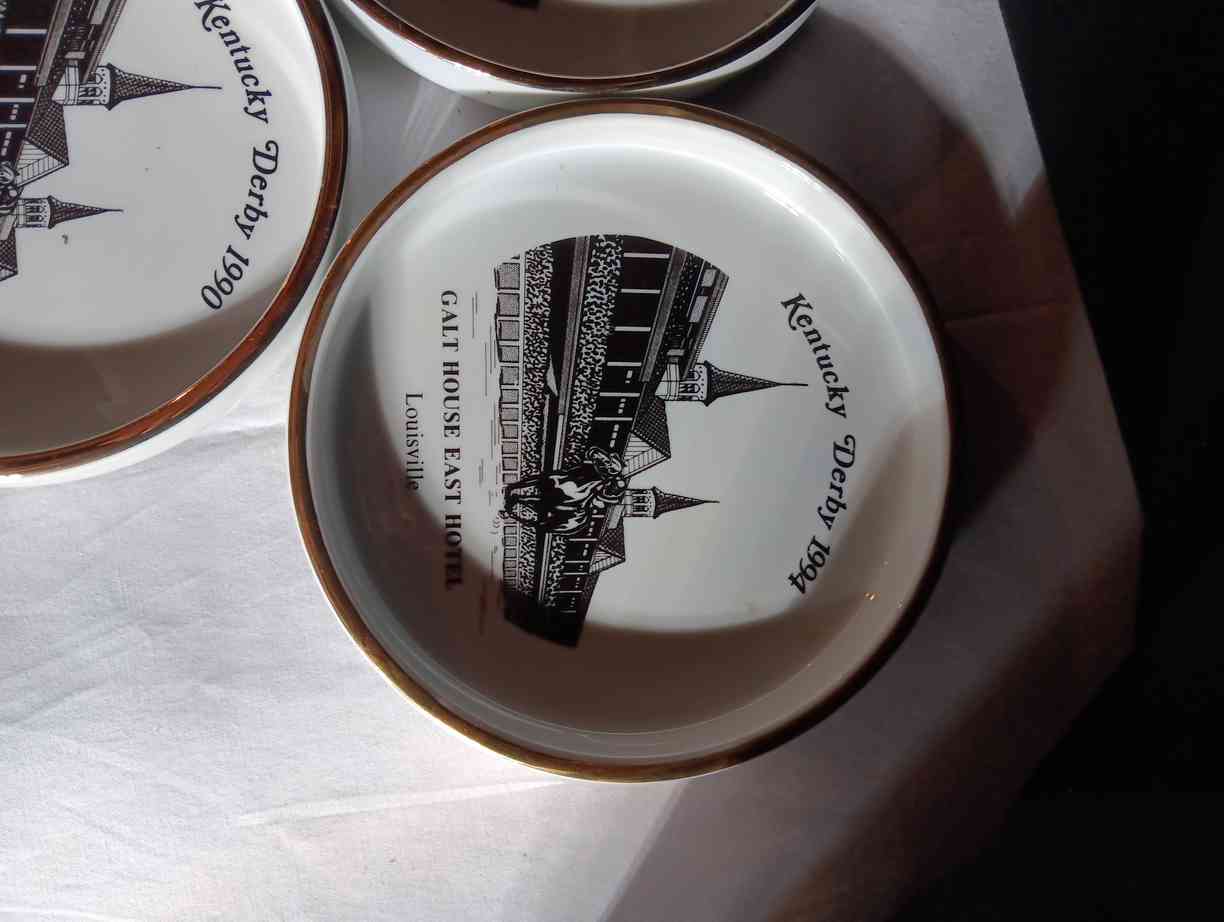 Kentucky Derby 1990
Kentucky Derby 1994
GALT HOUSE EAST HOTEL
Louisville